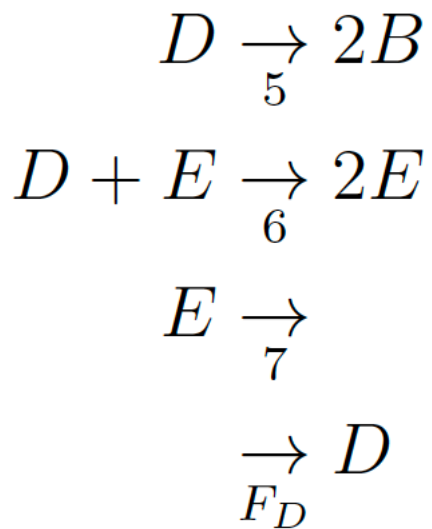 D → 2B
5
D + E → 2E
6
E →
7
→ D
F_D